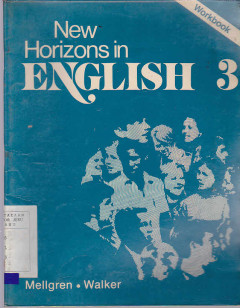 Workbook
New
Horizons in
ENGLISH 3
Mellgren • Walker